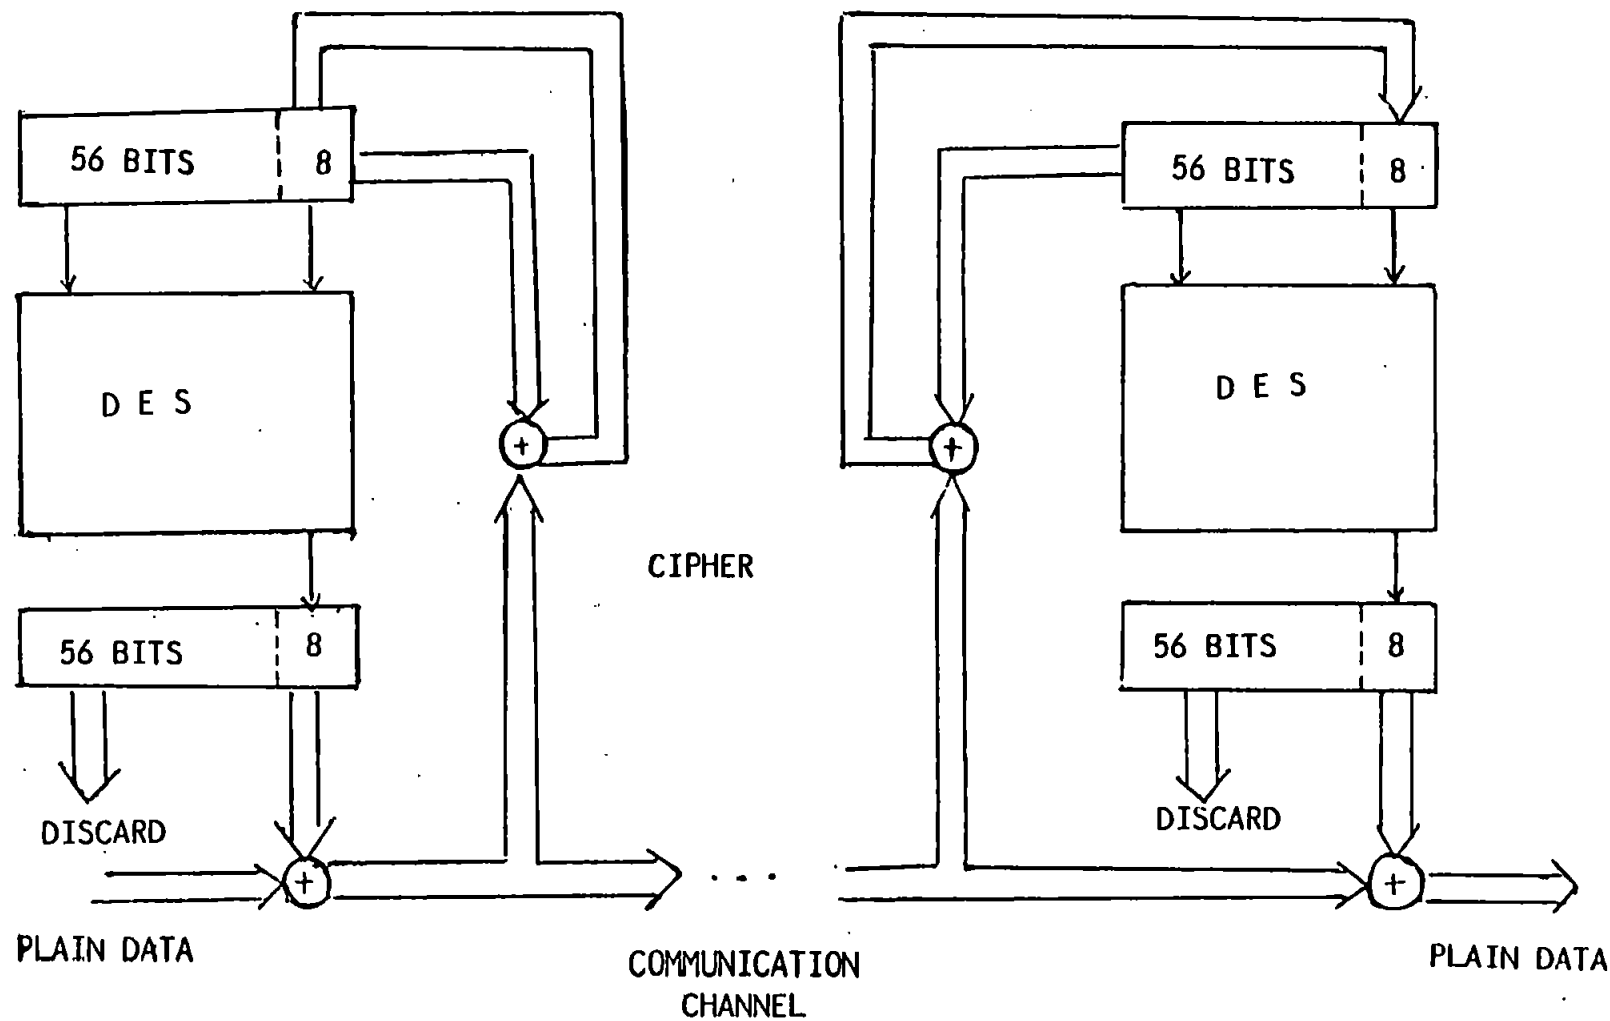 56 BITS 8
D E S
56 BITS 8
DISCARD
+
+
PLAIN DATA
CIPHER
COMMUNICATION
CHANNEL
56 BITS 8
D E S
56 BITS 8
DISCARD
+
+
PLAIN DATA